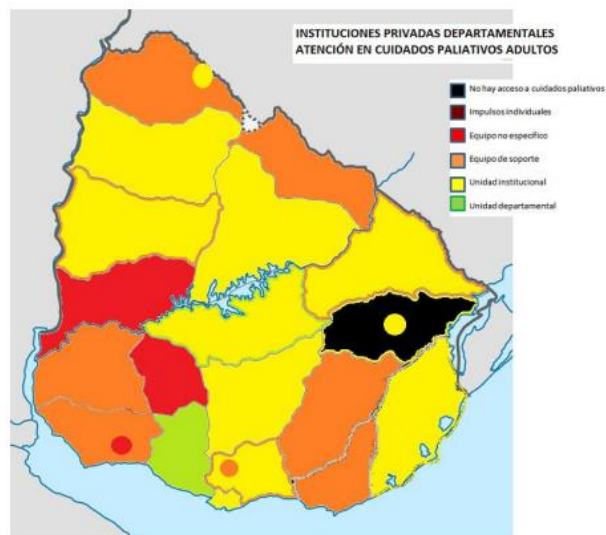 INSTITUCIONES PRIVADAS DEPARTAMENTALES
ATENCIÓN EN CUIDADOS PALIATIVOS ADULTOS
No hay acceso a cuidados paliativos
Impulsos individuales
Equipo no específico
Equipo de soporte
Unidad institucional
Unidad departamental